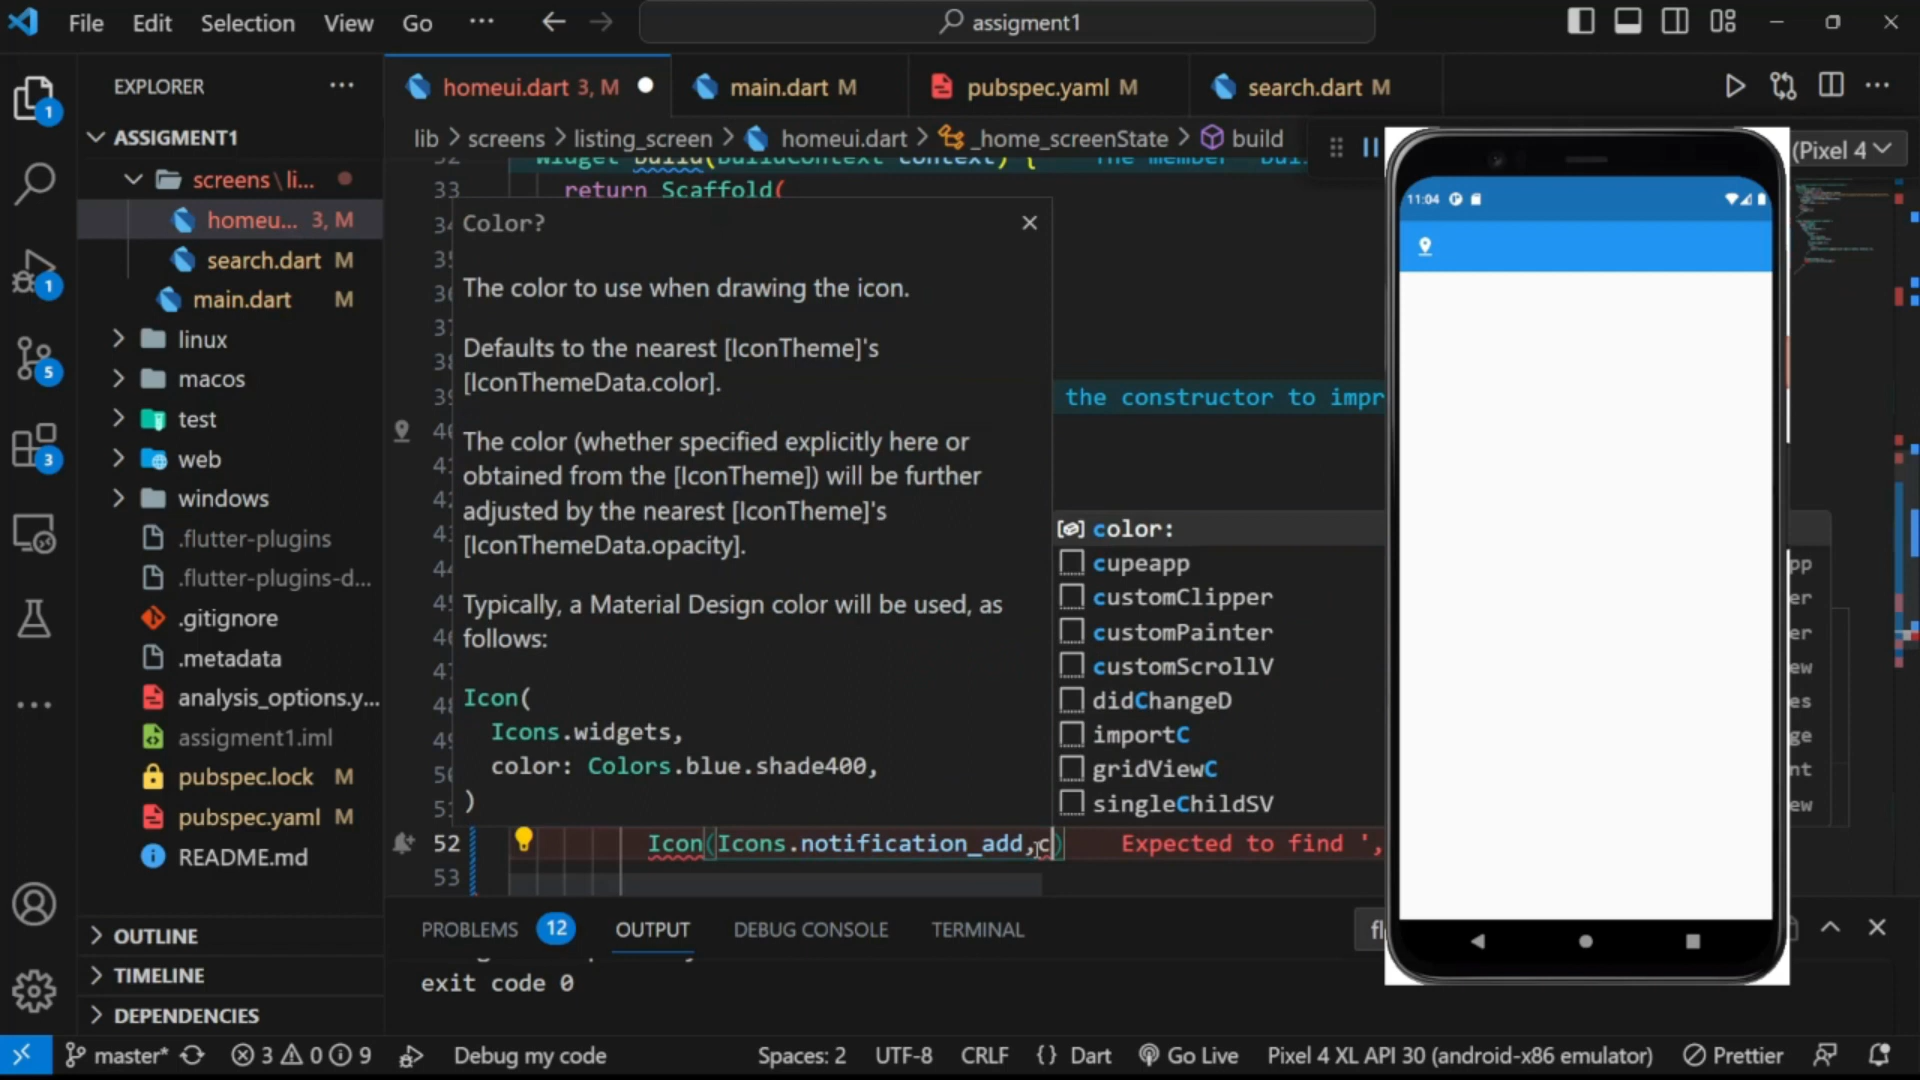 File Edit Selection View Go ··· assigment1
EXPLORER ···
homeui.dart 3, M
main.dart M
pubspec.yaml M
search.dart M
lib > screens > listing_screen > homeui.dart > _home_screenState > build
(Pixel 4
ASSIGMENT1
screens\li...
homeu... 3, M
search.dart M
main.dart M
linux
macos
test
web
windows
.flutter-plugins
.flutter-plugins-d...
.gitignore
.metadata
analysis_options.y...
assigment1.iml
pubspec.lock M
pubspec.yaml M
README.md
OUTLINE
TIMELINE
DEPENDENCIES
1
1
5
3
Widget build(BuildContext context) {
33 return Scaffold(
Color?
The color to use when drawing the icon.
Defaults to the nearest [IconTheme]'s
[IconThemeData.color].
The color (whether specified explicitly here or
obtained from the [IconTheme]) will be further
adjusted by the nearest [IconTheme]'s
[IconThemeData.opacity].
Typically, a Material Design color will be used, as
follows:
Icon(
Icons.widgets,
color: Colors.blue.shade400,
)
the constructor to impr
color:
cupeapp
customClipper
customPainter
customScrollV
didChangeD
importC
gridViewC
singleChildSV
52 Icon(Icons.notification_add,c) Expected to find ',
53
11:04
PROBLEMS 12 OUTPUT DEBUG CONSOLE TERMINAL
exit code 0
master* 3 0 9 Debug my code Spaces: 2 UTF-8 CRLF {} Dart Go Live Pixel 4 XL API 30 (android-x86 emulator) Prettier